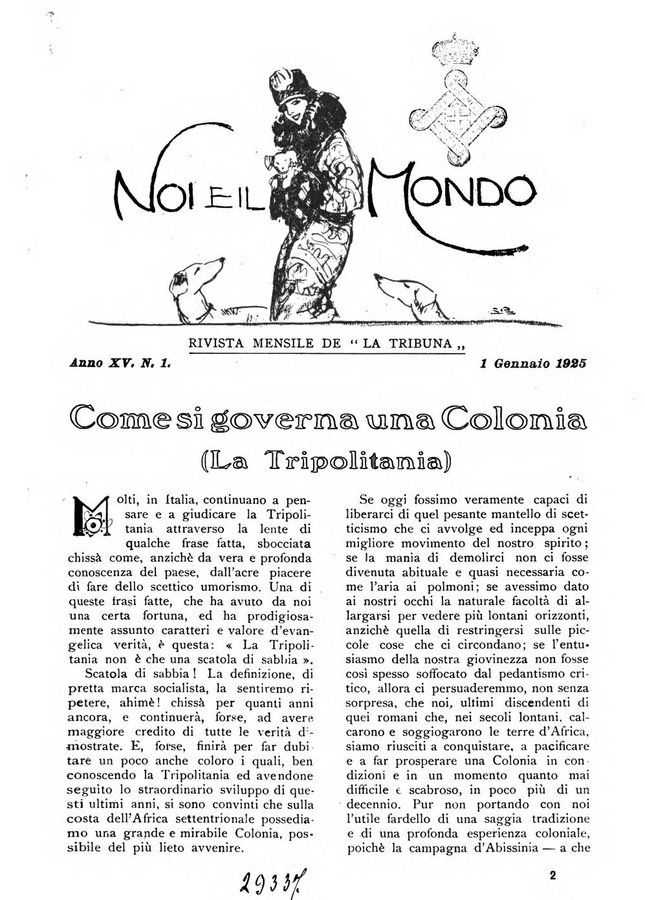 NOI E IL MONDO
RIVISTA MENSILE DE “ LA TRIBUNA „
Anno XV. N. 1.
1 Gennaio 1925
Come si governa una Colonia
(La Tripolitania)
Molti, in Italia, continuano a pen-
sare e a giudicare la Tripoli-
tania attraverso la lente di
qualche frase fatta, sbocciata
chissà come, anzichè da vera e profonda
conoscenza del paese, dall'acre piacere
di fare dello scettico umorismo. Una di
queste frasi fatte, che ha avuto da noi
una certa fortuna, ed ha prodigiosa-
mente assunto caratteri e valore d'evan-
gelica verità, è questa: « La Tripoli-
tania non è che una scatola di sabbia ».
Scatola di sabbia! La definizione, di
pretta marca socialista, la sentiremo ri-
petere, ahimè! chissà per quanti anni
ancora, e continuerà, forse, ad avere
maggiore credito di tutte le verità di-
mostrate. E, forse, finirà per far dubi-
tare un poco anche coloro i quali, ben
conoscendo la Tripolitania ed avendone
seguito lo straordinario sviluppo di que-
sti ultimi anni, si sono convinti che sulla
costa dell'Africa settentrionale possedia-
mo una grande e mirabile Colonia, pos-
sibile del più lieto avvenire.
Se oggi fossimo veramente capaci di
liberarci di quel pesante mantello di scet-
ticismo che ci avvolge ed inceppa ogni
migliore movimento del nostro spirito;
se la mania di demolirci non ci fosse
divenuta abituale e quasi necessaria co-
me l'aria ai polmoni; se avessimo dato
ai nostri occhi la naturale facoltà di al-
largarsi per vedere più lontani orizzonti,
anzichè quella di restringersi sulle pic-
cole cose che ci circondano; se l'entu-
siasmo della nostra giovinezza non fosse
così spesso soffocato dal pedantismo cri-
tico, allora ci persuaderemmo, non senza
sorpresa, che noi, ultimi discendenti di
quei romani che, nei secoli lontani, cal-
carono e soggiogarono le terre d'Africa,
siamo riusciti a conquistare, a pacificare
e a far prosperare una Colonia in con-
dizioni e in un momento quanto mai
difficile e scabroso, in poco più di un
decennio. Pur non portando con noi
l'utile fardello di una saggia tradizione
e di una profonda esperienza coloniale,
poichè la campagna d'Abissinia — a che
29337.
2